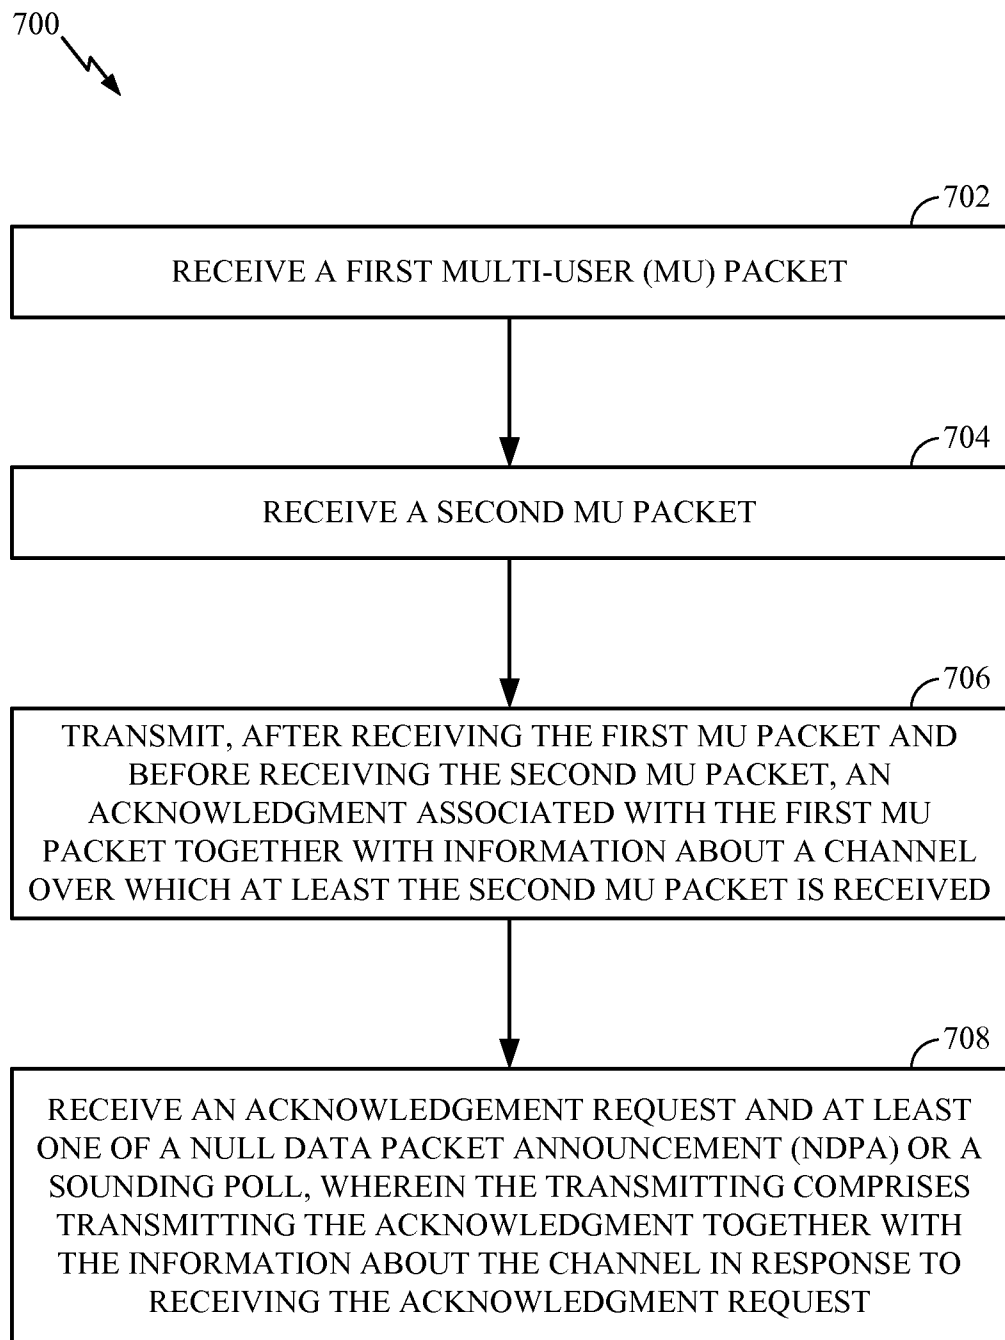 700
702
RECEIVE A FIRST MULTI-USER (MU) PACKET
704
RECEIVE A SECOND MU PACKET
706
TRANSMIT, AFTER RECEIVING THE FIRST MU PACKET AND
BEFORE RECEIVING THE SECOND MU PACKET, AN
ACKNOWLEDGMENT ASSOCIATED WITH THE FIRST MU
PACKET TOGETHER WITH INFORMATION ABOUT A CHANNEL
OVER WHICH AT LEAST THE SECOND MU PACKET IS RECEIVED
708
RECEIVE AN ACKNOWLEDGEMENT REQUEST AND AT LEAST
ONE OF A NULL DATA PACKET ANNOUNCEMENT (NDPA) OR A
SOUNDING POLL, WHEREIN THE TRANSMITTING COMPRISES
TRANSMITTING THE ACKNOWLEDGMENT TOGETHER WITH
THE INFORMATION ABOUT THE CHANNEL IN RESPONSE TO
RECEIVING THE ACKNOWLEDGMENT REQUEST